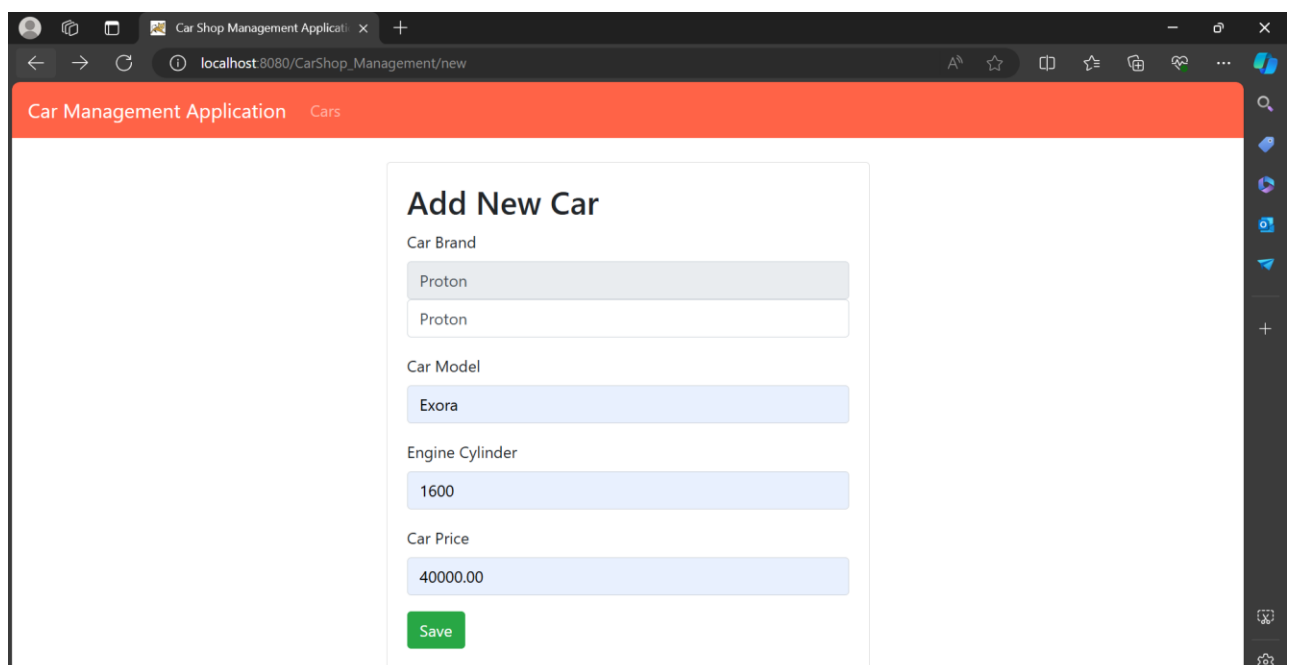 Car Shop Management Applicati
localhost:8080/CarShop_Management/new
Car Management Application Cars
Add New Car
Car Brand
Proton
Proton
Car Model
Exora
Engine Cylinder
1600
Car Price
40000.00
Save